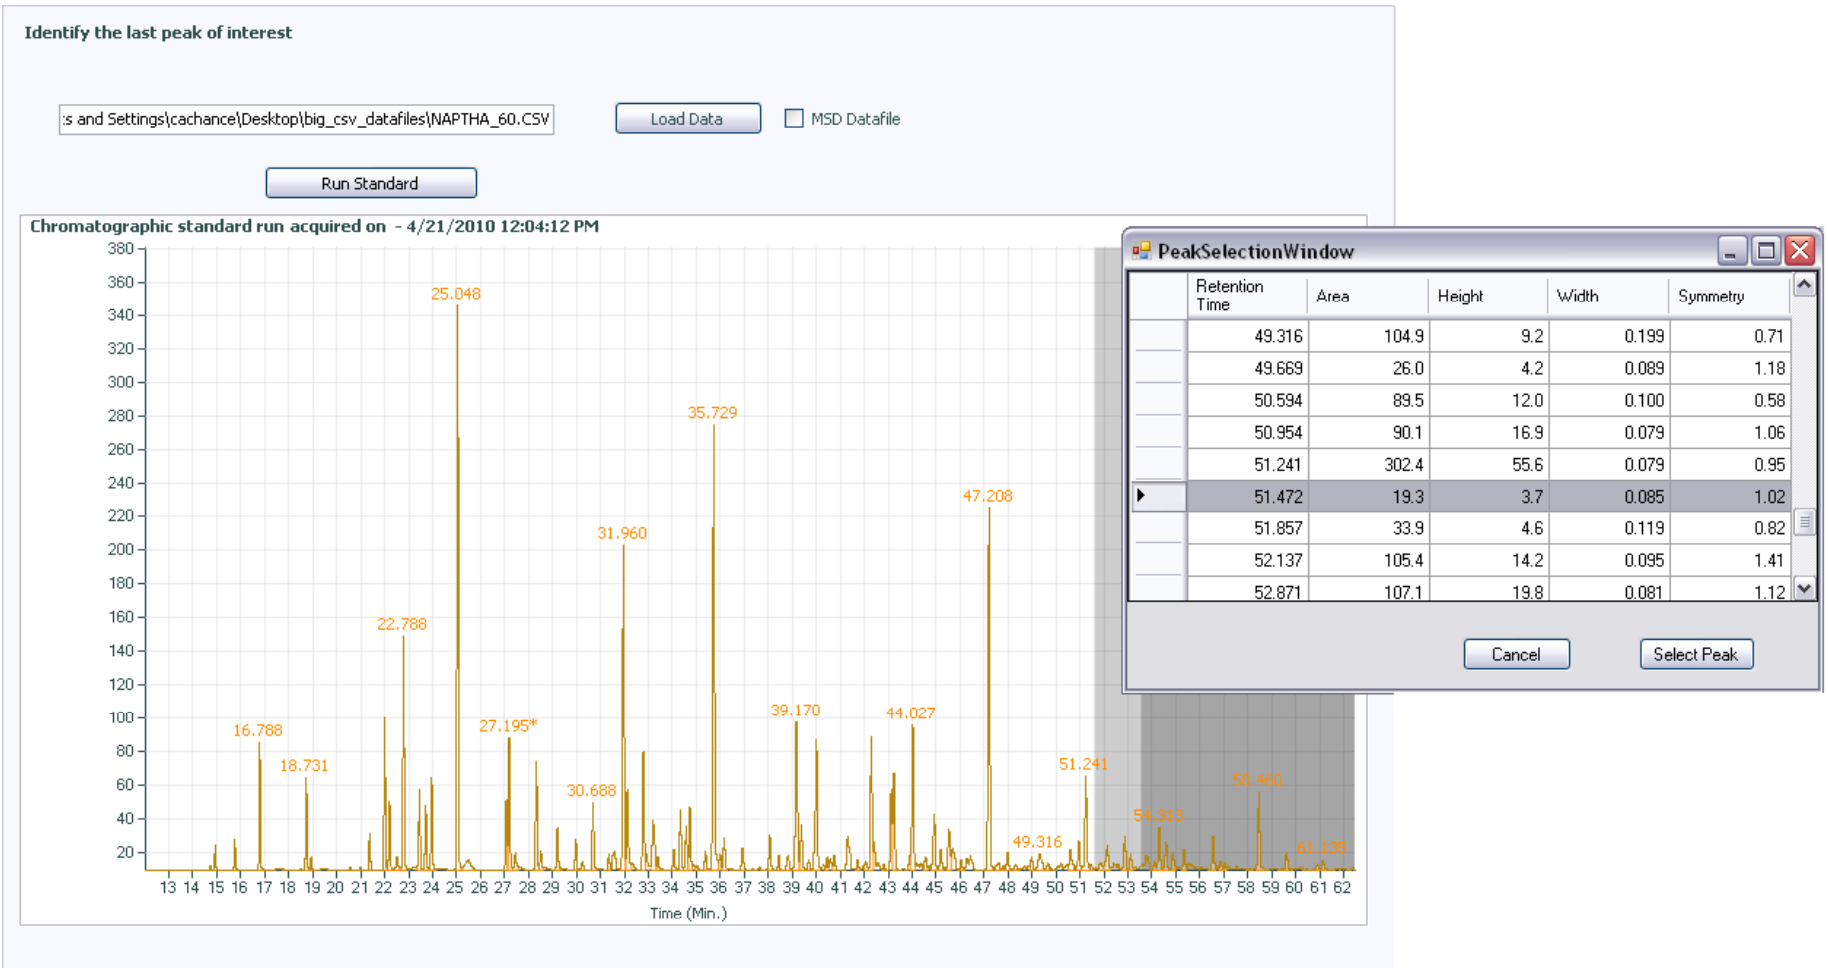 Identify the last peak of interest
:s and Settings\cachance\Desktop\big_csv_datafiles\NAPTHA_60.CSV
Load Data
MSD Datafile
Run Standard
Chromatographic standard run acquired on - 4/21/2010 12:04:12 PM
380
360
340
320
300
280
260
240
220
200
180
160
140
120
100
80
60
40
20
16.788
18.731
22.788
25.048
27.195*
30.688
31.960
35.729
39.170
44.027
47.208
49.316
51.241
54.313
58.460
61.135
13 14 15 16 17 18 19 20 21 22 23 24 25 26 27 28 29 30 31 32 33 34 35 36 37 38 39 40 41 42 43 44 45 46 47 48 49 50 51 52 53 54 55 56 57 58 59 60 61 62
Time (Min.)
PeakSelectionWindow
Retention Time Area Height Width Symmetry
49.316 104.9 9.2 0.199 0.71
49.669 26.0 4.2 0.089 1.18
50.594 89.5 12.0 0.100 0.58
50.954 90.1 16.9 0.079 1.06
51.241 302.4 55.6 0.079 0.95
51.472 19.3 3.7 0.085 1.02
51.857 33.9 4.6 0.119 0.82
52.137 105.4 14.2 0.095 1.41
52.871 107.1 19.8 0.081 1.12
Cancel
Select Peak